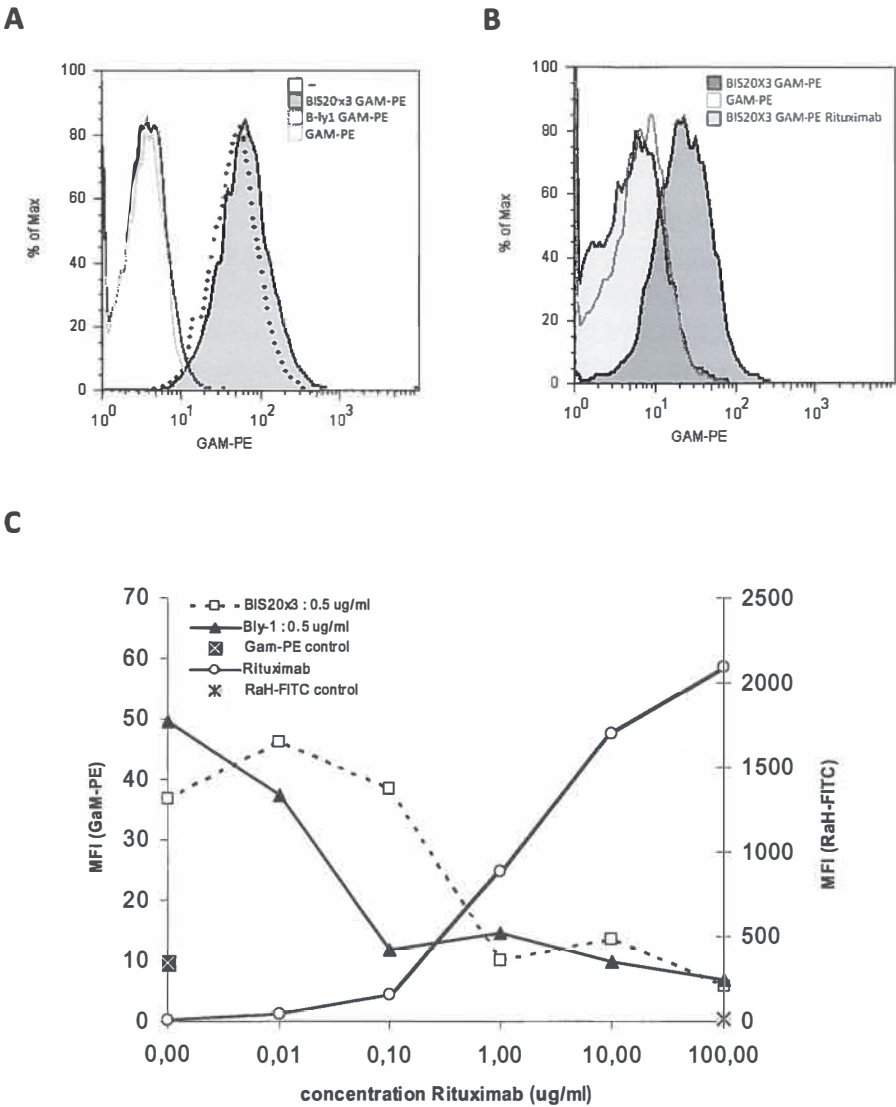 A
100
80
60
40
20
0
% of Max
10^0
10^1
10^2
10^3
GAM-PE
–
BIS20x3 GAM-PE
B-ly1 GAM-PE
GAM-PE
B
100
80
60
40
20
0
% of Max
10^0
10^1
10^2
10^3
GAM-PE
BIS20X3 GAM-PE
GAM-PE
BIS20X3 GAM-PE Rituximab
C
BIS20x3 : 0.5 ug/ml
Bly-1 : 0.5 ug/ml
Gam-PE control
Rituximab
RaH-FITC control
70
60
50
40
30
20
10
0
MFI (GaM-PE)
2500
2000
1500
1000
500
0
MFI (RaH-FITC)
0,00
0,01
0,10
1,00
10,00
100,00
concentration Rituximab (ug/ml)